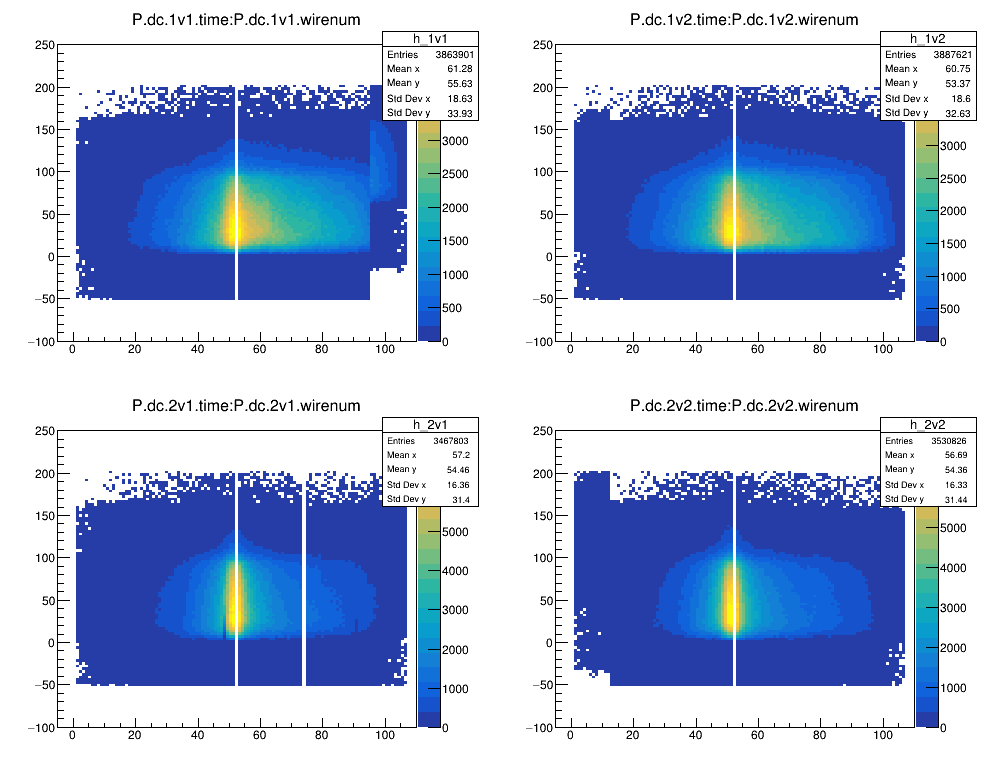 P.dc.1v1.time:P.dc.1v1.wirenum
h_1v1
Entries 3863901
Mean x 61.28
Mean y 55.63
Std Dev x 18.63
Std Dev y 33.93
250
200
150
100
50
0
−50
−100
0 20 40 60 80 100
3000
2500
2000
1500
1000
500
0
P.dc.1v2.time:P.dc.1v2.wirenum
h_1v2
Entries 3887621
Mean x 60.75
Mean y 53.37
Std Dev x 18.6
Std Dev y 32.63
250
200
150
100
50
0
−50
−100
0 20 40 60 80 100
3000
2500
2000
1500
1000
500
0
P.dc.2v1.time:P.dc.2v1.wirenum
h_2v1
Entries 3467803
Mean x 57.2
Mean y 54.46
Std Dev x 16.36
Std Dev y 31.4
250
200
150
100
50
0
−50
−100
0 20 40 60 80 100
5000
4000
3000
2000
1000
0
P.dc.2v2.time:P.dc.2v2.wirenum
h_2v2
Entries 3530826
Mean x 56.69
Mean y 54.36
Std Dev x 16.33
Std Dev y 31.44
250
200
150
100
50
0
−50
−100
0 20 40 60 80 100
5000
4000
3000
2000
1000
0